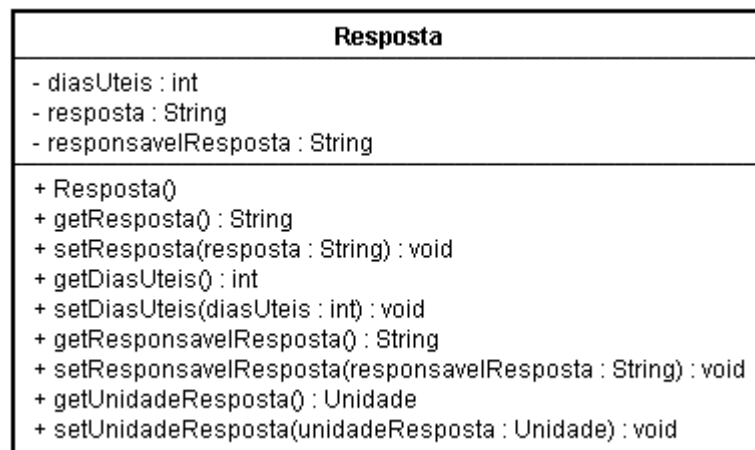 Resposta
- diasUteis : int
- resposta : String
- responsavelResposta : String
+ Resposta()
+ getResposta() : String
+ setResposta(resposta : String) : void
+ getDiasUteis() : int
+ setDiasUteis(diasUteis : int) : void
+ getResponsavelResposta() : String
+ setResponsavelResposta(responsavelResposta : String) : void
+ getUnidadeResposta() : Unidade
+ setUnidadeResposta(unidadeResposta : Unidade) : void